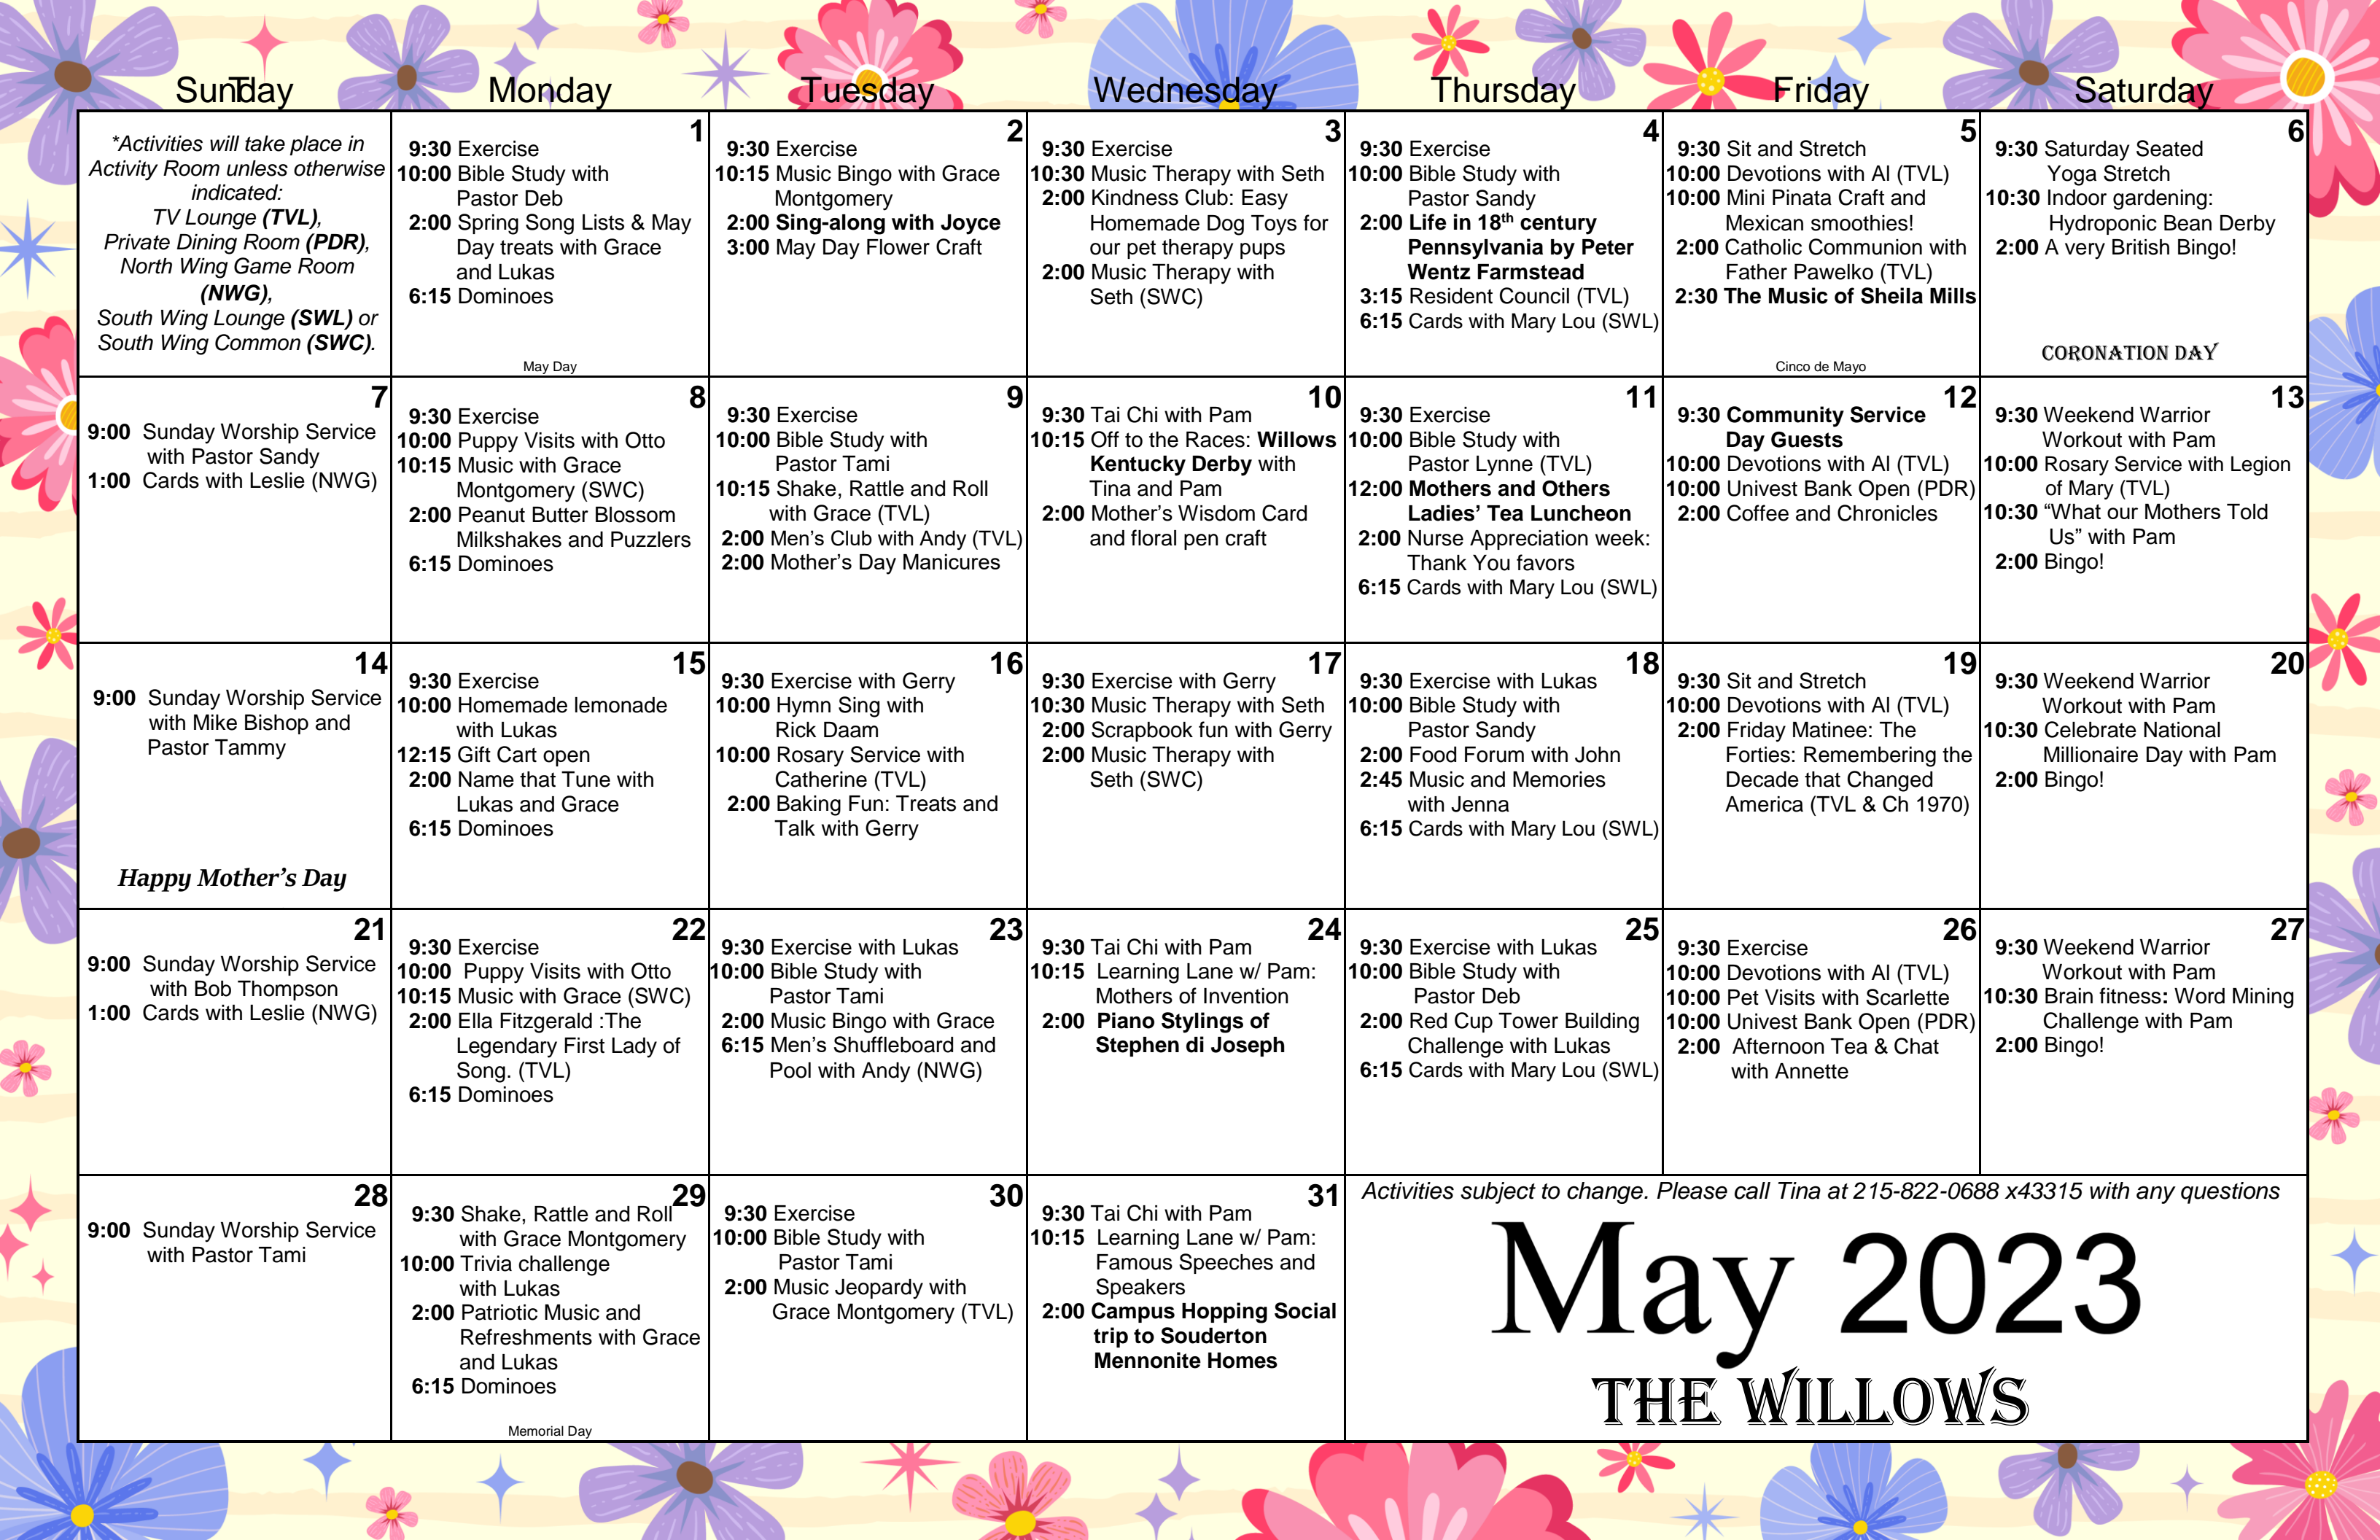 SunTday Monday Tuesday Wednesday Thursday Friday Saturday
*Activities will take place in
Activity Room unless otherwise
indicated:
TV Lounge (TVL),
Private Dining Room (PDR),
North Wing Game Room
(NWG),
South Wing Lounge (SWL) or
South Wing Common (SWC).
1
9:30 Exercise
10:00 Bible Study with
Pastor Deb
2:00 Spring Song Lists & May
Day treats with Grace
and Lukas
6:15 Dominoes
May Day
2
9:30 Exercise
10:15 Music Bingo with Grace
Montgomery
2:00 Sing-along with Joyce
3:00 May Day Flower Craft
3
9:30 Exercise
10:30 Music Therapy with Seth
2:00 Kindness Club: Easy
Homemade Dog Toys for
our pet therapy pups
2:00 Music Therapy with
Seth (SWC)
4
9:30 Exercise
10:00 Bible Study with
Pastor Sandy
2:00 Life in 18th century
Pennsylvania by Peter
Wentz Farmstead
3:15 Resident Council (TVL)
6:15 Cards with Mary Lou (SWL)
5
9:30 Sit and Stretch
10:00 Devotions with Al (TVL)
10:00 Mini Pinata Craft and
Mexican smoothies!
2:00 Catholic Communion with
Father Pawelko (TVL)
2:30 The Music of Sheila Mills
Cinco de Mayo
6
9:30 Saturday Seated
Yoga Stretch
10:30 Indoor gardening:
Hydroponic Bean Derby
2:00 A very British Bingo!
CORONATION DAY
7
9:00 Sunday Worship Service
with Pastor Sandy
1:00 Cards with Leslie (NWG)
8
9:30 Exercise
10:00 Puppy Visits with Otto
10:15 Music with Grace
Montgomery (SWC)
2:00 Peanut Butter Blossom
Milkshakes and Puzzlers
6:15 Dominoes
9
9:30 Exercise
10:00 Bible Study with
Pastor Tami
10:15 Shake, Rattle and Roll
with Grace (TVL)
2:00 Men's Club with Andy (TVL)
2:00 Mother's Day Manicures
10
9:30 Tai Chi with Pam
10:15 Off to the Races: Willows
Kentucky Derby with
Tina and Pam
2:00 Mother's Wisdom Card
and floral pen craft
11
9:30 Exercise
10:00 Bible Study with
Pastor Lynne (TVL)
12:00 Mothers and Others
Ladies' Tea Luncheon
2:00 Nurse Appreciation week:
Thank You favors
6:15 Cards with Mary Lou (SWL)
12
9:30 Community Service
Day Guests
10:00 Devotions with Al (TVL)
10:00 Univest Bank Open (PDR)
2:00 Coffee and Chronicles
13
9:30 Weekend Warrior
Workout with Pam
10:00 Rosary Service with Legion
of Mary (TVL)
10:30 “What our Mothers Told
Us” with Pam
2:00 Bingo!
14
9:00 Sunday Worship Service
with Mike Bishop and
Pastor Tammy
Happy Mother's Day
15
9:30 Exercise
10:00 Homemade lemonade
with Lukas
12:15 Gift Cart open
2:00 Name that Tune with
Lukas and Grace
6:15 Dominoes
16
9:30 Exercise with Gerry
10:00 Hymn Sing with
Rick Daam
10:00 Rosary Service with
Catherine (TVL)
2:00 Baking Fun: Treats and
Talk with Gerry
17
9:30 Exercise with Gerry
10:30 Music Therapy with Seth
2:00 Scrapbook fun with Gerry
2:00 Music Therapy with
Seth (SWC)
18
9:30 Exercise with Lukas
10:00 Bible Study with
Pastor Sandy
2:00 Food Forum with John
2:45 Music and Memories
with Jenna
6:15 Cards with Mary Lou (SWL)
19
9:30 Sit and Stretch
10:00 Devotions with Al (TVL)
2:00 Friday Matinee: The
Forties: Remembering the
Decade that Changed
America (TVL & Ch 1970)
20
9:30 Weekend Warrior
Workout with Pam
10:30 Celebrate National
Millionaire Day with Pam
2:00 Bingo!
21
9:00 Sunday Worship Service
with Bob Thompson
1:00 Cards with Leslie (NWG)
22
9:30 Exercise
10:00 Puppy Visits with Otto
10:15 Music with Grace (SWC)
2:00 Ella Fitzgerald :The
Legendary First Lady of
Song. (TVL)
6:15 Dominoes
23
9:30 Exercise with Lukas
10:00 Bible Study with
Pastor Tami
2:00 Music Bingo with Grace
6:15 Men's Shuffleboard and
Pool with Andy (NWG)
24
9:30 Tai Chi with Pam
10:15 Learning Lane w/ Pam:
Mothers of Invention
2:00 Piano Stylings of
Stephen di Joseph
25
9:30 Exercise with Lukas
10:00 Bible Study with
Pastor Deb
2:00 Red Cup Tower Building
Challenge with Lukas
6:15 Cards with Mary Lou (SWL)
26
9:30 Exercise
10:00 Devotions with Al (TVL)
10:00 Pet Visits with Scarlette
10:00 Univest Bank Open (PDR)
2:00 Afternoon Tea & Chat
with Annette
27
9:30 Weekend Warrior
Workout with Pam
10:30 Brain fitness: Word Mining
Challenge with Pam
2:00 Bingo!
28
9:00 Sunday Worship Service
with Pastor Tami
29
9:30 Shake, Rattle and Roll
with Grace Montgomery
10:00 Trivia challenge
with Lukas
2:00 Patriotic Music and
Refreshments with Grace
and Lukas
6:15 Dominoes
Memorial Day
30
9:30 Exercise
10:00 Bible Study with
Pastor Tami
2:00 Music Jeopardy with
Grace Montgomery (TVL)
31
9:30 Tai Chi with Pam
10:15 Learning Lane w/ Pam:
Famous Speeches and
Speakers
2:00 Campus Hopping Social
trip to Souderton
Mennonite Homes
Activities subject to change. Please call Tina at 215-822-0688 x43315 with any questions
May 2023
THE WILLOWS